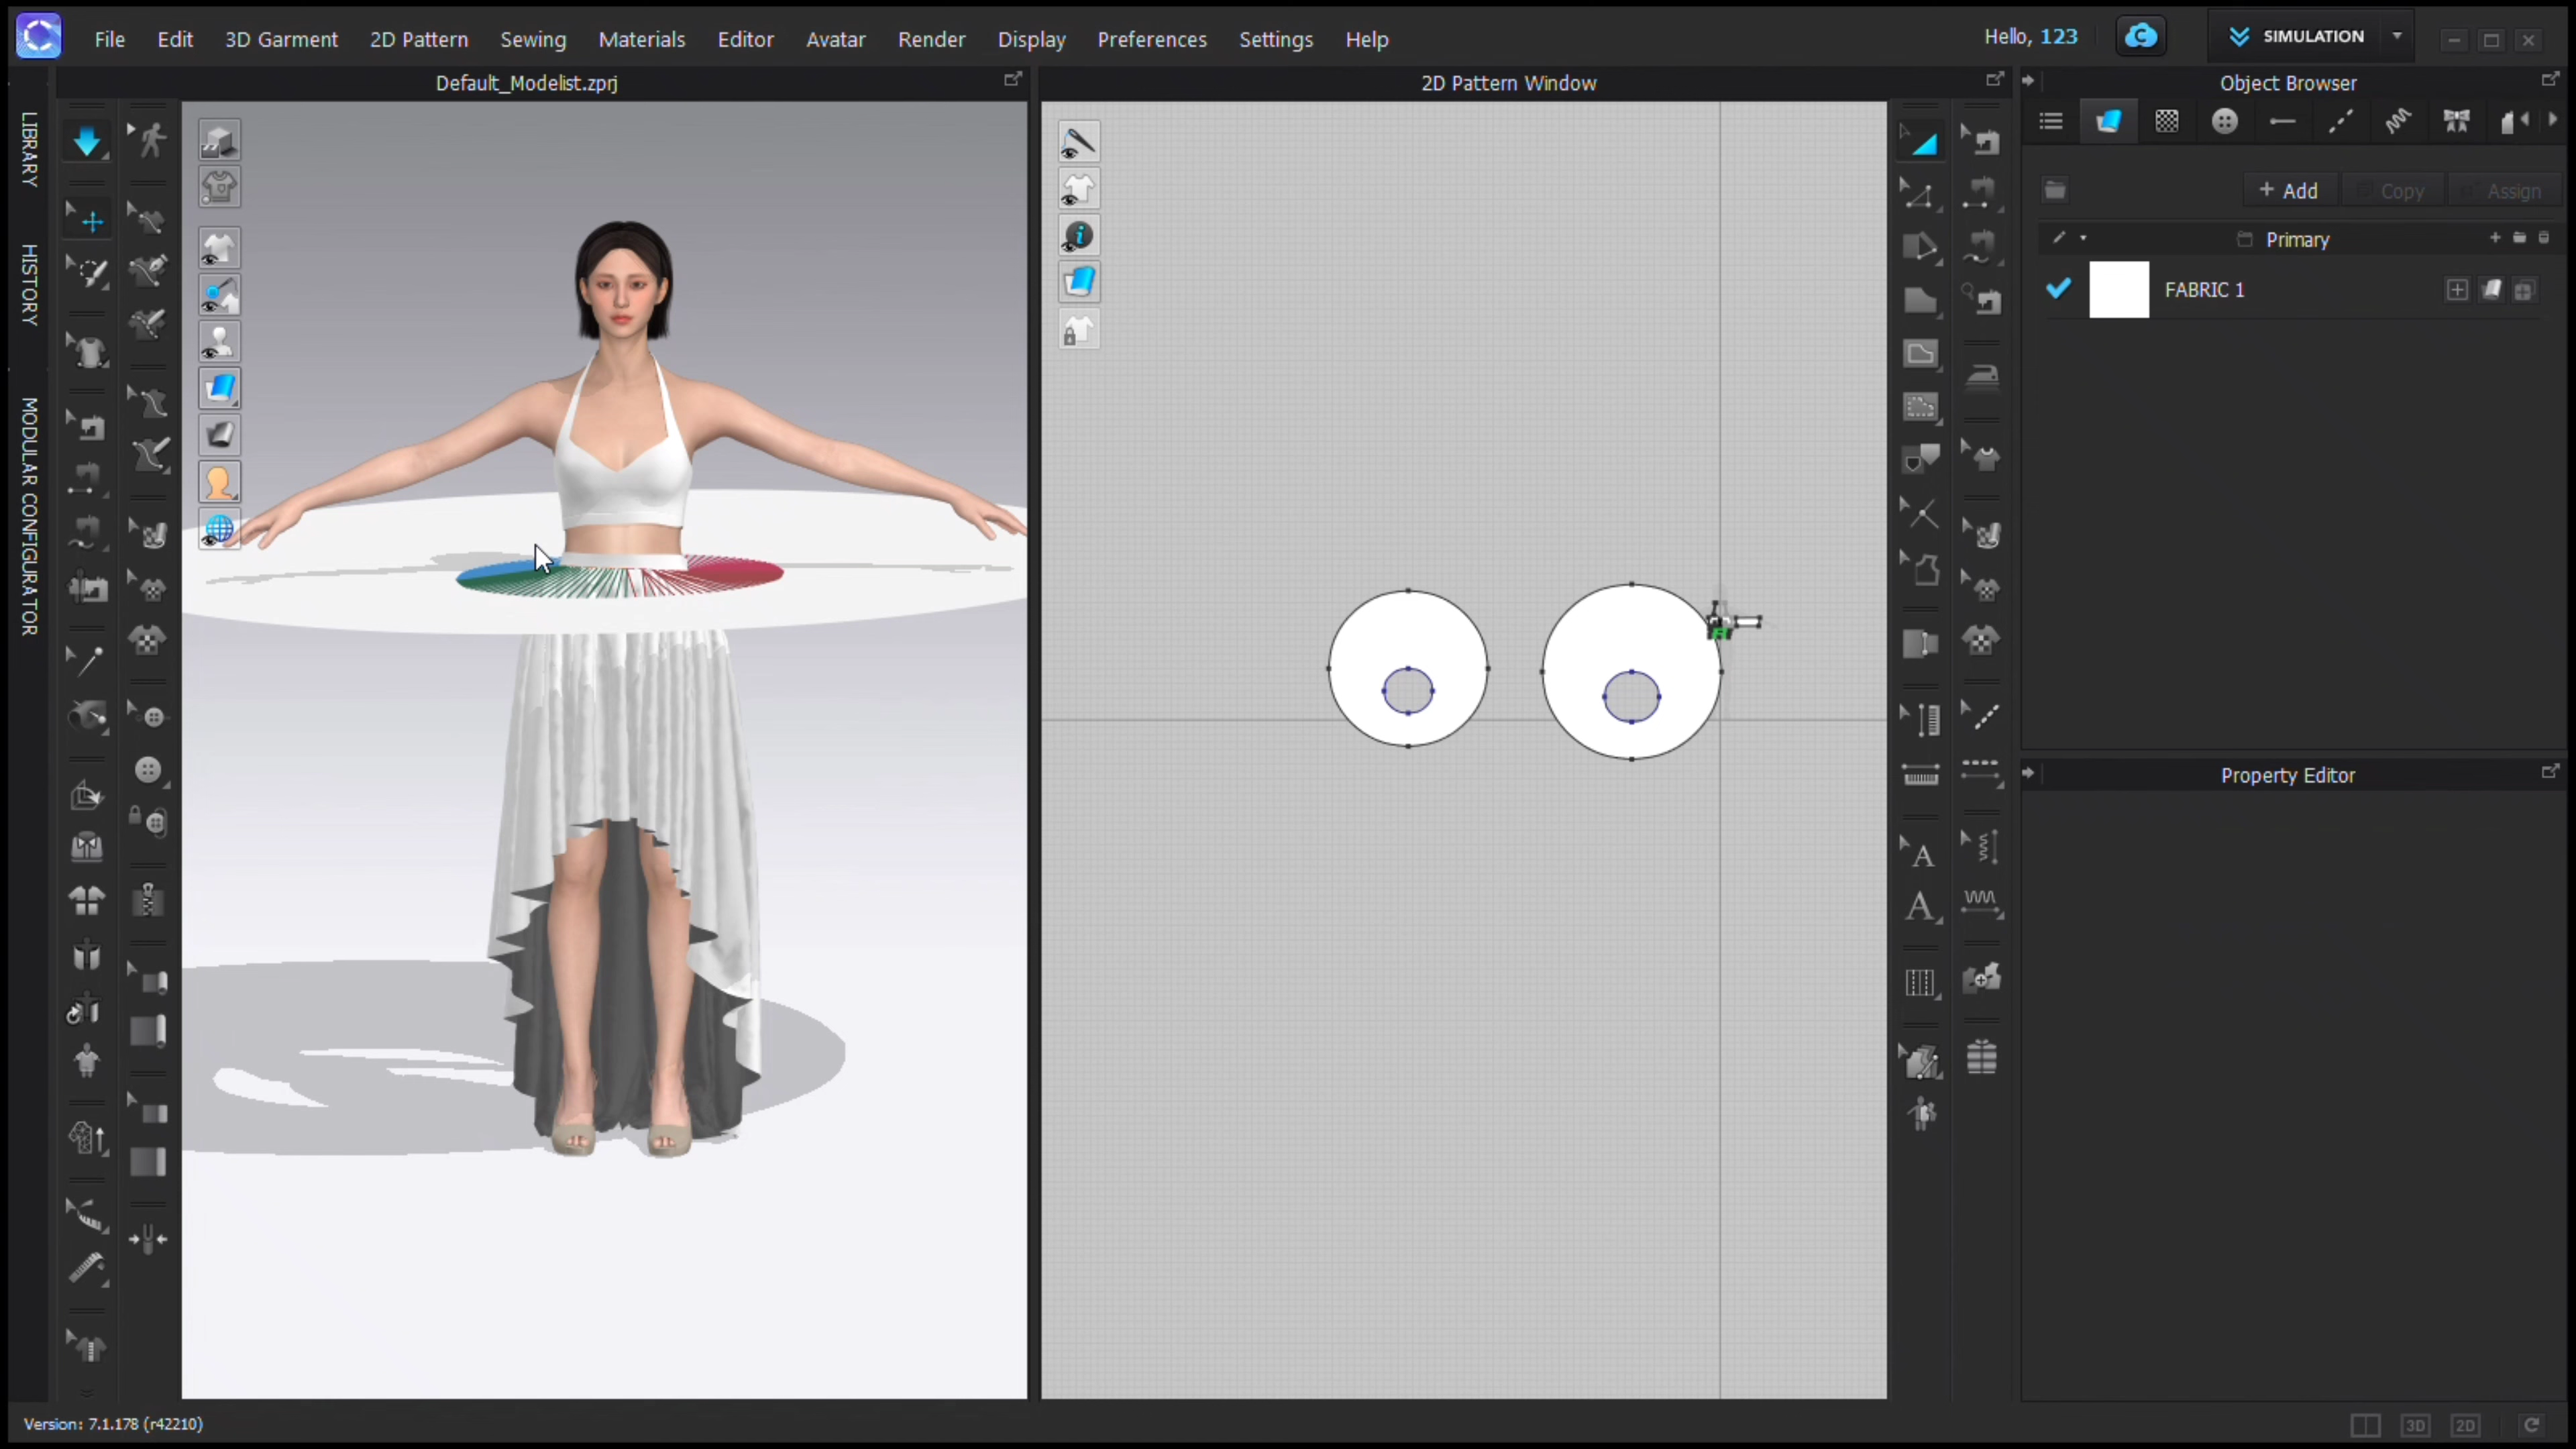 File Edit 3D Garment 2D Pattern Sewing Materials Editor Avatar Render Display Preferences Settings Help
Hello, 123
SIMULATION
Default_Modelist.zprj
2D Pattern Window
Object Browser
LIBRARY
HISTORY
MODULAR CONFIGURATOR
+ Add
Copy
Assign
Primary
FABRIC 1
Property Editor
A
A
Version: 7.1.178 (r42210)
3D
2D